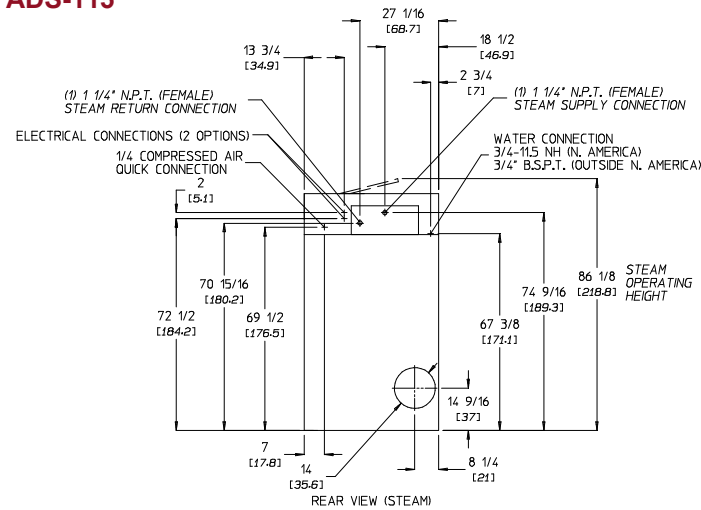 ADS-115
27 1/16
[68.7]
13 3/4
[34.9]
18 1/2
[46.9]
2 3/4
[7]
(1) 1 1/4" N.P.T. (FEMALE)
STEAM RETURN CONNECTION
(1) 1 1/4" N.P.T. (FEMALE)
STEAM SUPPLY CONNECTION
ELECTRICAL CONNECTIONS (2 OPTIONS)
1/4 COMPRESSED AIR
QUICK CONNECTION
WATER CONNECTION
3/4-11.5 NH (N. AMERICA)
3/4" B.S.P.T. (OUTSIDE N. AMERICA)
2
[5.1]
72 1/2
[184.2]
70 15/16
[180.2]
69 1/2
[176.5]
67 3/8
[171.1]
74 9/16
[189.3]
86 1/8
[218.8]
STEAM
OPERATING
HEIGHT
14 9/16
[37]
7
[17.8]
14
[35.6]
8 1/4
[21]
REAR VIEW (STEAM)